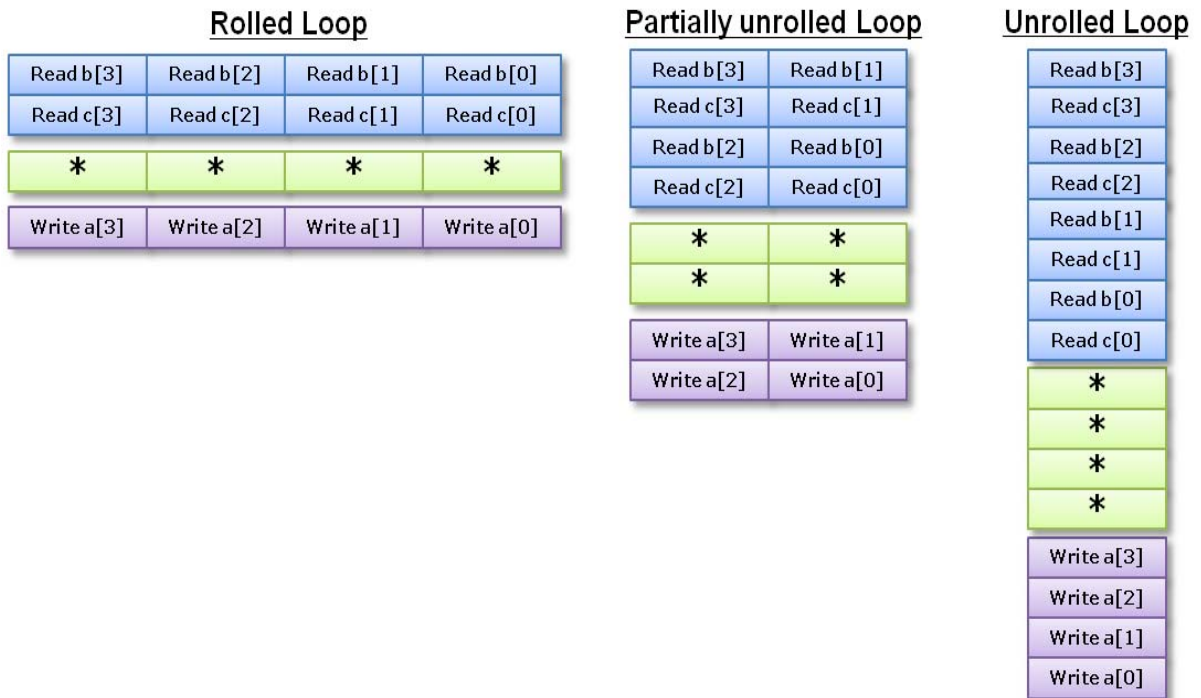 Rolled Loop
Read b[3] Read b[2] Read b[1] Read b[0]
Read c[3] Read c[2] Read c[1] Read c[0]
* * * *
Write a[3] Write a[2] Write a[1] Write a[0]
Partially unrolled Loop
Read b[3] Read b[1]
Read c[3] Read c[1]
Read b[2] Read b[0]
Read c[2] Read c[0]
* *
* *
Write a[3] Write a[1]
Write a[2] Write a[0]
Unrolled Loop
Read b[3]
Read c[3]
Read b[2]
Read c[2]
Read b[1]
Read c[1]
Read b[0]
Read c[0]
*
*
*
*
Write a[3]
Write a[2]
Write a[1]
Write a[0]